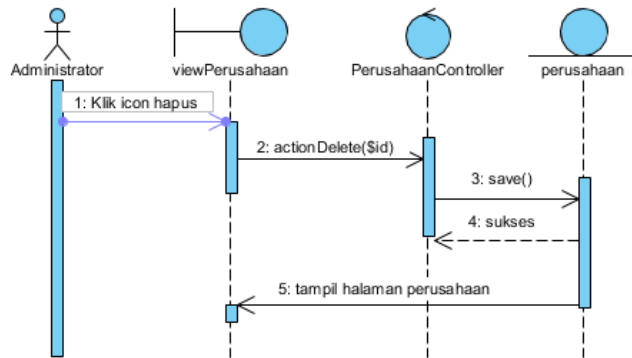 Administrator
viewPerusahaan
PerusahaanController
perusahaan
1: Klik icon hapus
2: actionDelete($id)
3: save()
4: sukses
5: tampil halaman perusahaan